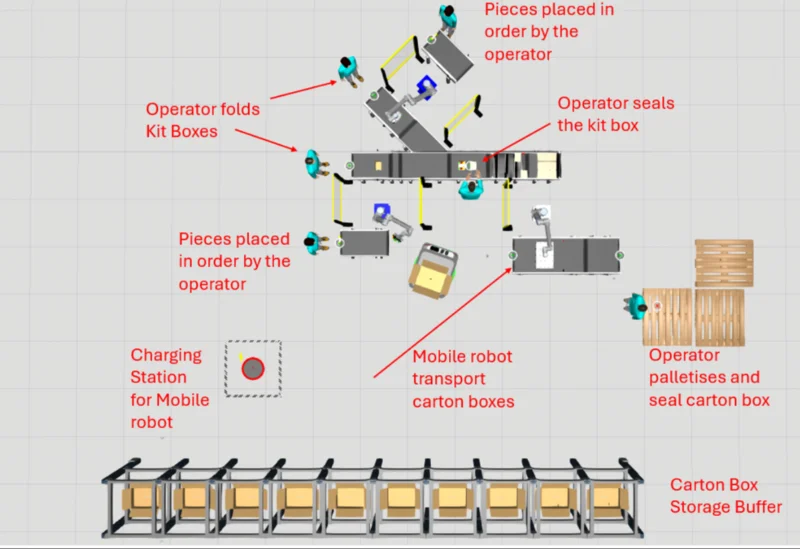 Pieces placed in
order by the
operator
Operator folds
Kit Boxes
Operator seals
the kit box
Pieces placed
in order by the
operator
Charging
Station
for Mobile
robot
Mobile robot
transport
carton boxes
Operator
palletises and
seal carton box
Carton Box
Storage Buffer